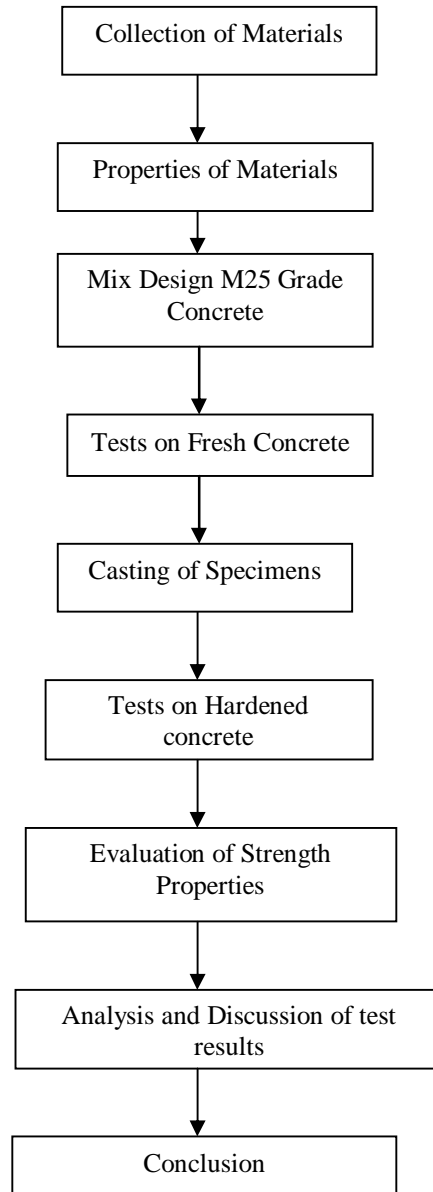 Collection of Materials
Properties of Materials
Mix Design M25 Grade
Concrete
Tests on Fresh Concrete
Casting of Specimens
Tests on Hardened
concrete
Evaluation of Strength
Properties
Analysis and Discussion of test
results
Conclusion